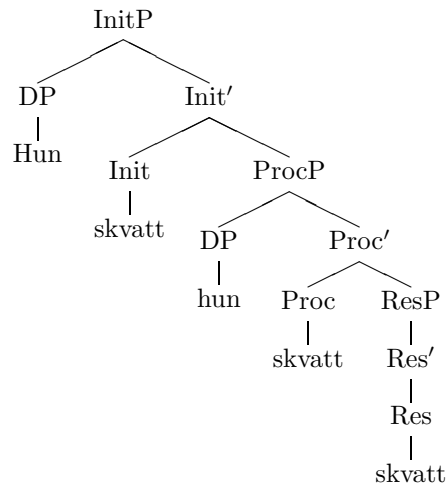 InitP
DP Init′
Hun
Init ProcP
skvatt
DP Proc′
hun
Proc ResP
skvatt Res′
Res
skvatt